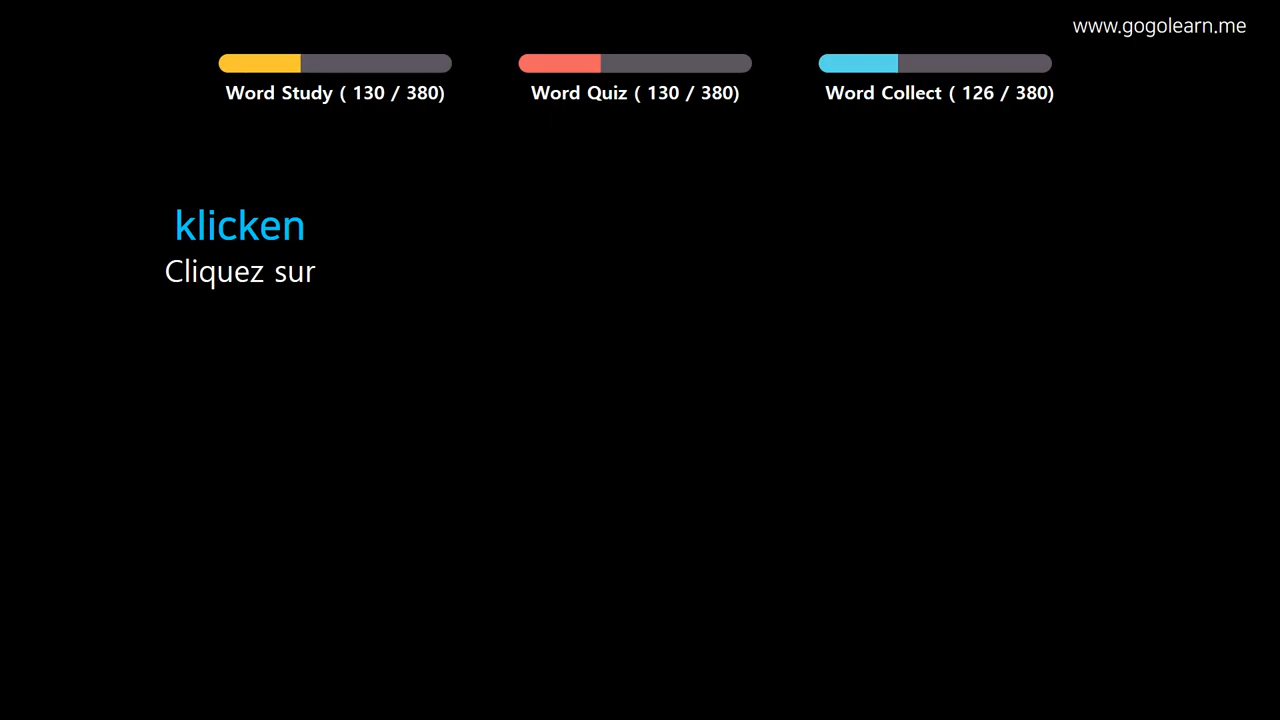 www.gogolearn.me
Word Study ( 130 / 380)
Word Quiz ( 130 / 380)
Word Collect ( 126 / 380)
klicken
Cliquez sur